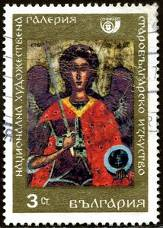 НАЦИОНАЛНА ХУДОЖЕСТВЕНА
ГАЛЕРИЯ
СТАРОБЪЛГАРСКО ИЗКУСТВО
3 ст
БЪЛГАРИЯ